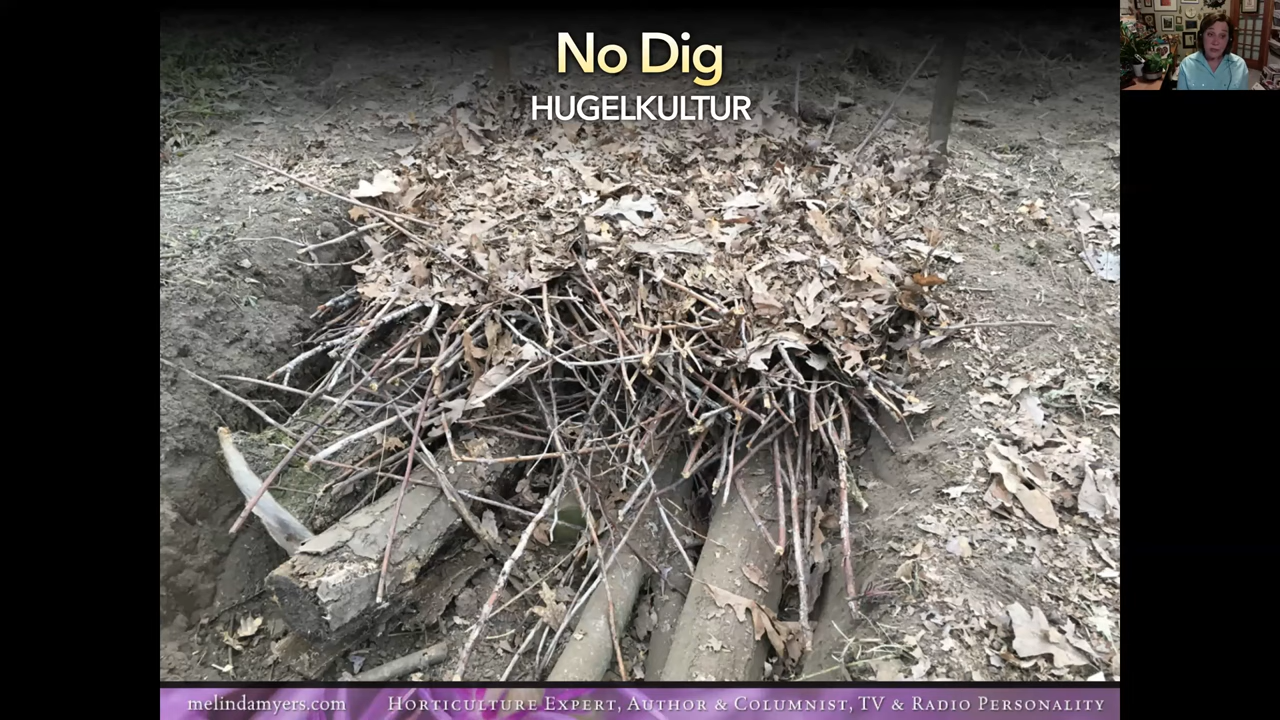 No Dig
HUGELKULTUR
melindamyers.com
HORTICULTURE EXPERT, AUTHOR & COLUMNIST, TV & RADIO PERSONALITY